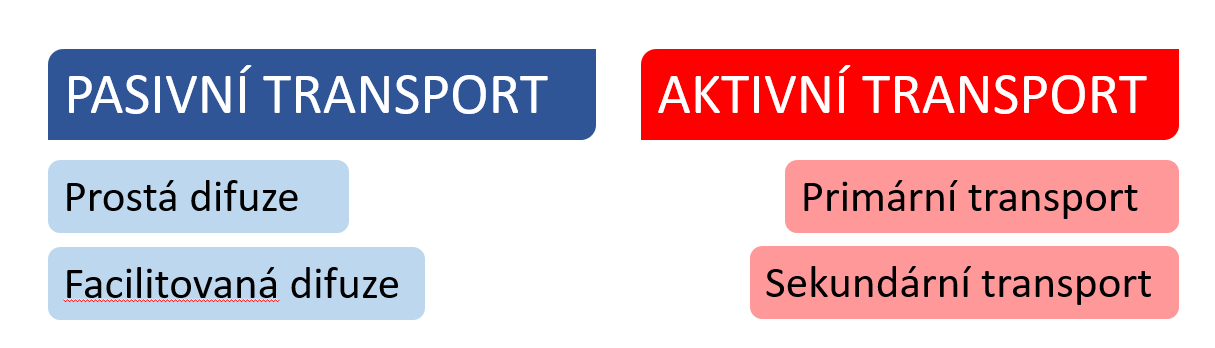 PASIVNÍ TRANSPORT
Prostá difuze
Facilitovaná difuze
AKTIVNÍ TRANSPORT
Primární transport
Sekundární transport